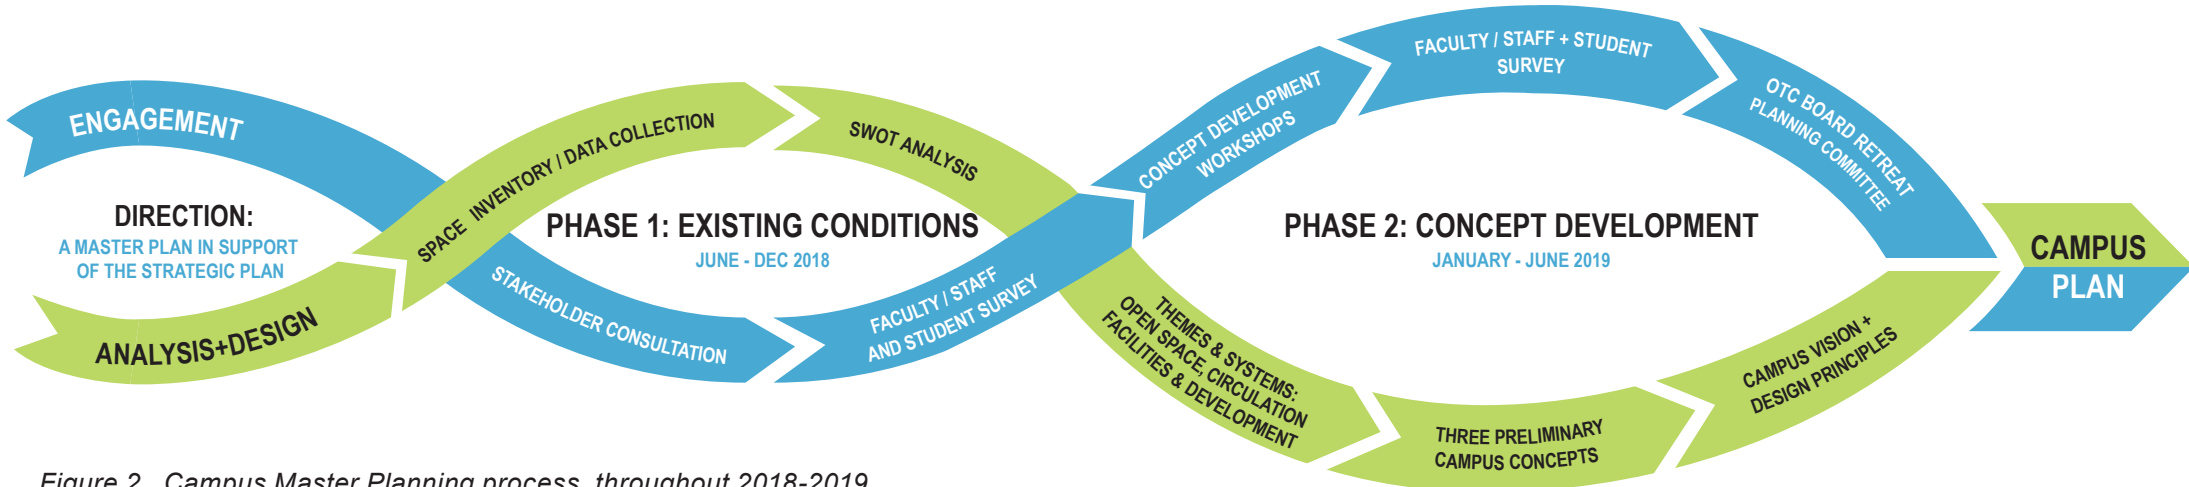 ENGAGEMENT
DIRECTION:
A MASTER PLAN IN SUPPORT
OF THE STRATEGIC PLAN
ANALYSIS+DESIGN
SPACE INVENTORY / DATA COLLECTION
SWOT ANALYSIS
PHASE 1: EXISTING CONDITIONS
JUNE - DEC 2018
STAKEHOLDER CONSULTATION
FACULTY / STAFF
AND STUDENT SURVEY
CONCEPT DEVELOPMENT
WORKSHOPS
FACULTY / STAFF + STUDENT
SURVEY
OTC BOARD RETREAT
PLANNING COMMITTEE
PHASE 2: CONCEPT DEVELOPMENT
JANUARY - JUNE 2019
THEMES & SYSTEMS:
OPEN SPACE, CIRCULATION
FACILITIES & DEVELOPMENT
THREE PRELIMINARY
CAMPUS CONCEPTS
CAMPUS VISION +
DESIGN PRINCIPLES
CAMPUS
PLAN
Figure 2. Campus Master Planning process, throughout 2018-2019